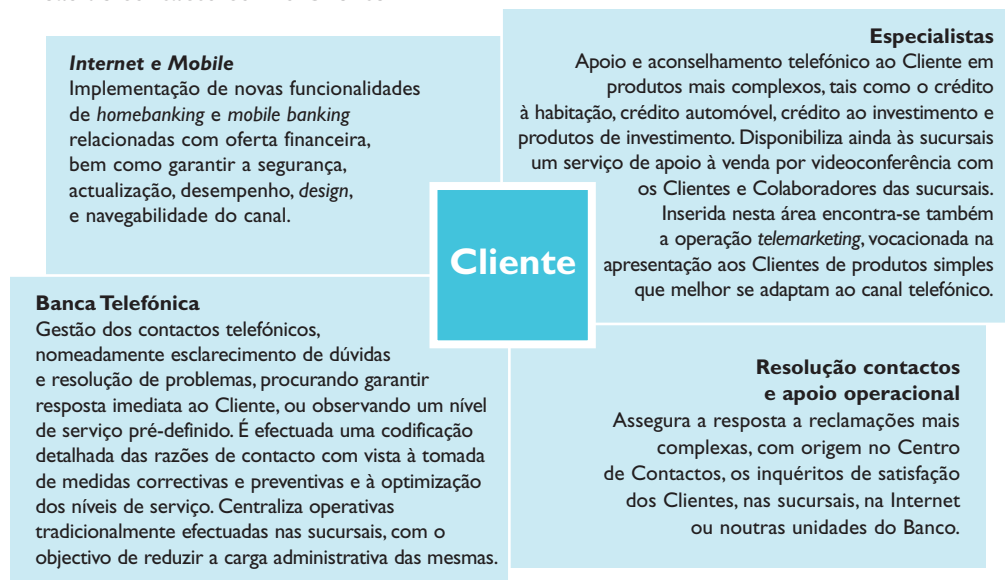 Internet e Mobile
Implementação de novas funcionalidades
de homebanking e mobile banking
relacionadas com oferta financeira,
bem como garantir a segurança,
actualização, desempenho, design,
e navegabilidade do canal.
Especialistas
Apoio e aconselhamento telefónico ao Cliente em
produtos mais complexos, tais como o crédito
à habitação, crédito automóvel, crédito ao investimento e
produtos de investimento. Disponibiliza ainda às sucursais
um serviço de apoio à venda por videoconferência com
os Clientes e Colaboradores das sucursais.
Inserida nesta área encontra-se também
a operação telemarketing, vocacionada na
apresentação aos Clientes de produtos simples
que melhor se adaptam ao canal telefónico.
Cliente
Banca Telefónica
Gestão dos contactos telefónicos,
nomeadamente esclarecimento de dúvidas
e resolução de problemas, procurando garantir
resposta imediata ao Cliente, ou observando um nível
de serviço pré-definido. É efectuada uma codificação
detalhada das razões de contacto com vista à tomada
de medidas correctivas e preventivas e à optimização
dos níveis de serviço. Centraliza operativas
tradicionalmente efectuadas nas sucursais, com o
objectivo de reduzir a carga administrativa das mesmas.
Resolução contactos
e apoio operacional
Assegura a resposta a reclamações mais
complexas, com origem no Centro
de Contactos, os inquéritos de satisfação
dos Clientes, nas sucursais, na Internet
ou noutras unidades do Banco.